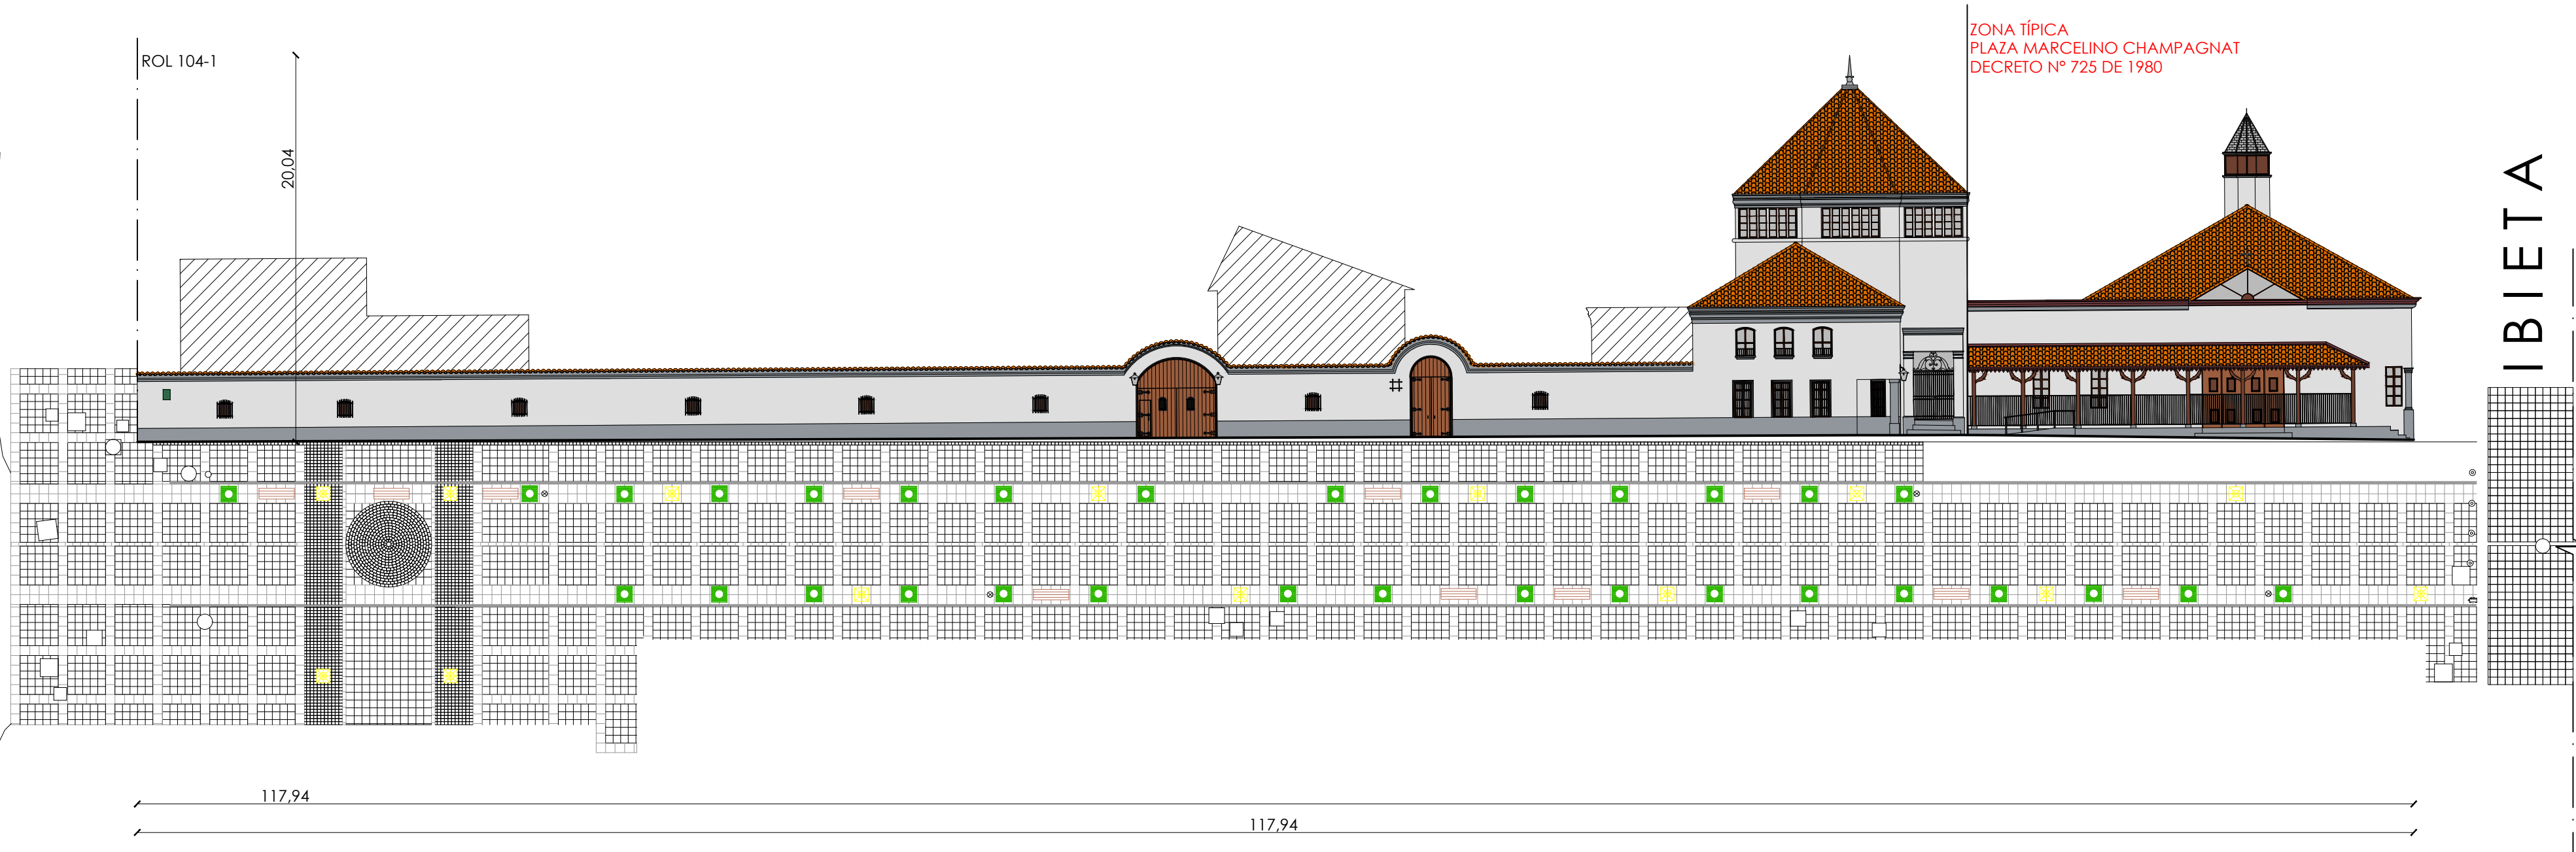 ROL 104-1
20,04
ZONA TÍPICA
PLAZA MARCELINO CHAMPAGNAT
DECRETO Nº 725 DE 1980
IBIETA
117,94
117,94